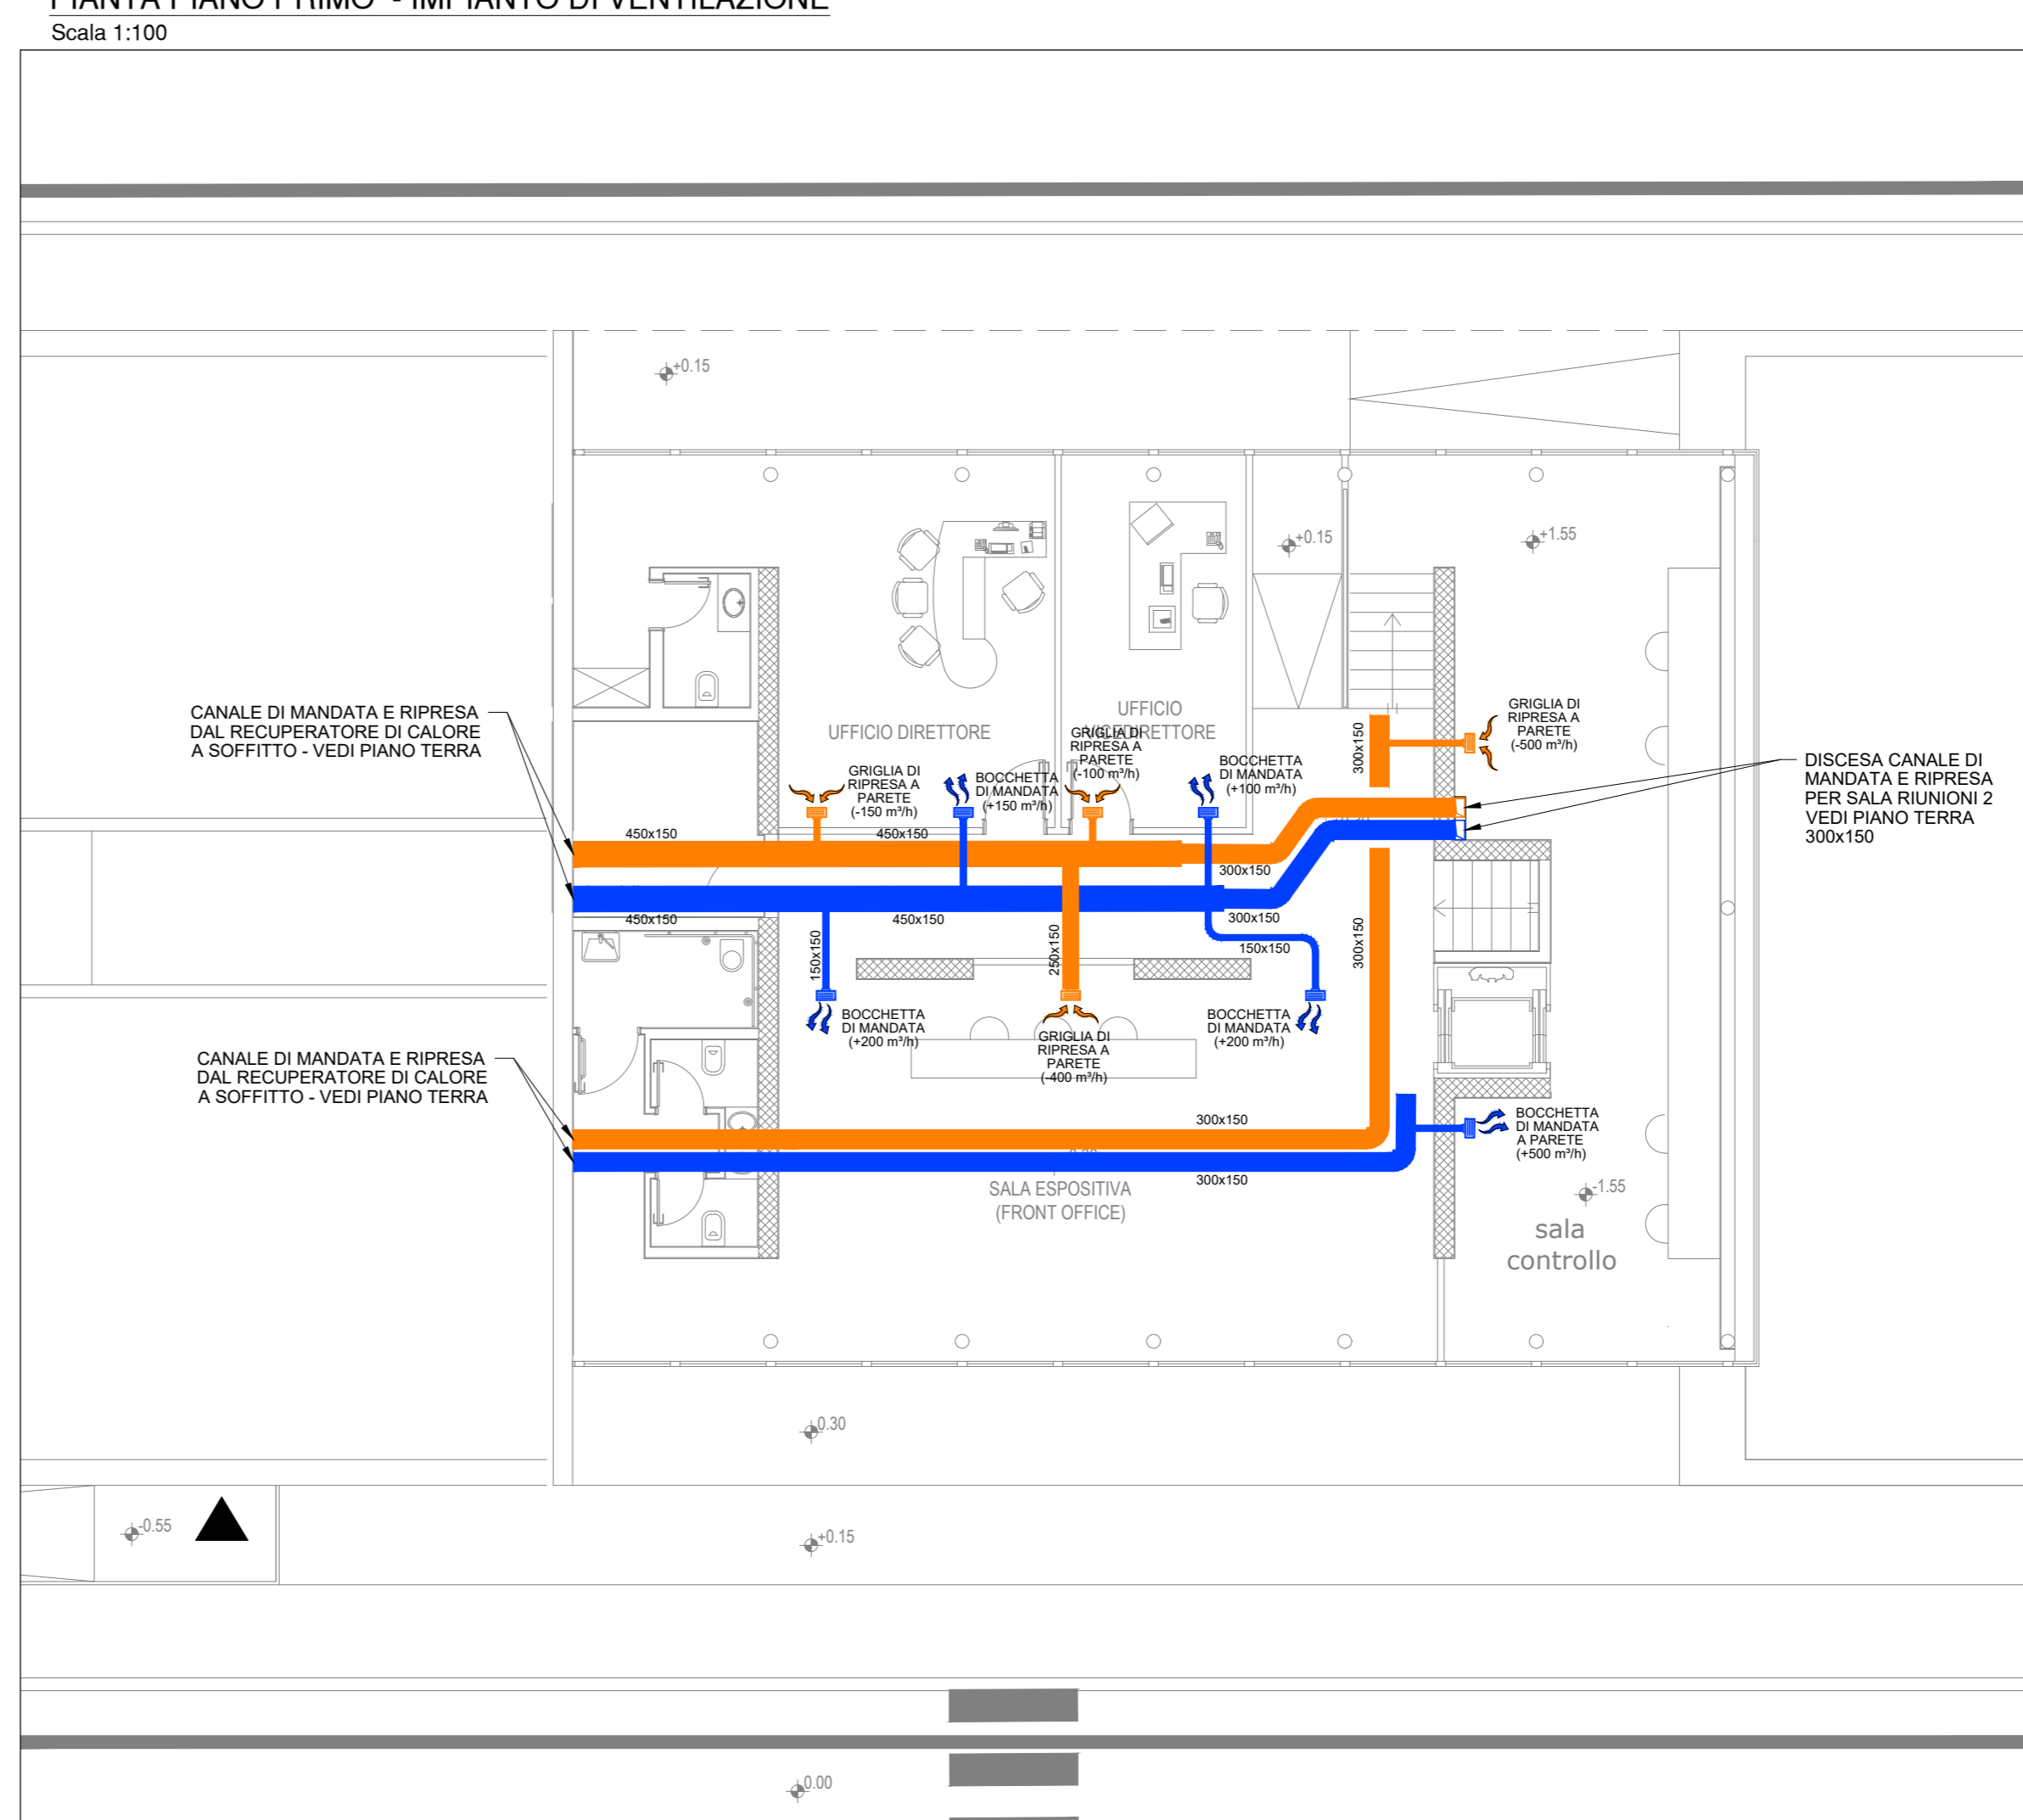 PIANTA PIANO PRIMO - IMPIANTO DI VENTILAZIONE
Scala 1:100
+0.15
+0.15
+1.55
CANALE DI MANDATA E RIPRESA
DAL RECUPERATORE DI CALORE
A SOFFITTO - VEDI PIANO TERRA
UFFICIO DIRETTORE
UFFICIO
VICEDIRETTORE
GRIGLIA DI
RIPRESA A
PARETE
(-150 m³/h)
BOCCHETTA
DI MANDATA
(+150 m³/h)
GRIGLIA DI
RIPRESA A
PARETE
(-100 m³/h)
BOCCHETTA
DI MANDATA
(+100 m³/h)
300x150
GRIGLIA DI
RIPRESA A
PARETE
(-500 m³/h)
DISCESA CANALE DI
MANDATA E RIPRESA
PER SALA RIUNIONI 2
VEDI PIANO TERRA
300x150
450x150
450x150
300x150
450x150
450x150
300x150
150x150
250x150
150x150
300x150
BOCCHETTA
DI MANDATA
(+200 m³/h)
GRIGLIA DI
RIPRESA A
PARETE
(-400 m³/h)
BOCCHETTA
DI MANDATA
(+200 m³/h)
CANALE DI MANDATA E RIPRESA
DAL RECUPERATORE DI CALORE
A SOFFITTO - VEDI PIANO TERRA
300x150
300x150
BOCCHETTA
DI MANDATA
A PARETE
(+500 m³/h)
SALA ESPOSITIVA
(FRONT OFFICE)
-1.55
sala
controllo
0.30
-0.55
+0.15
0.00